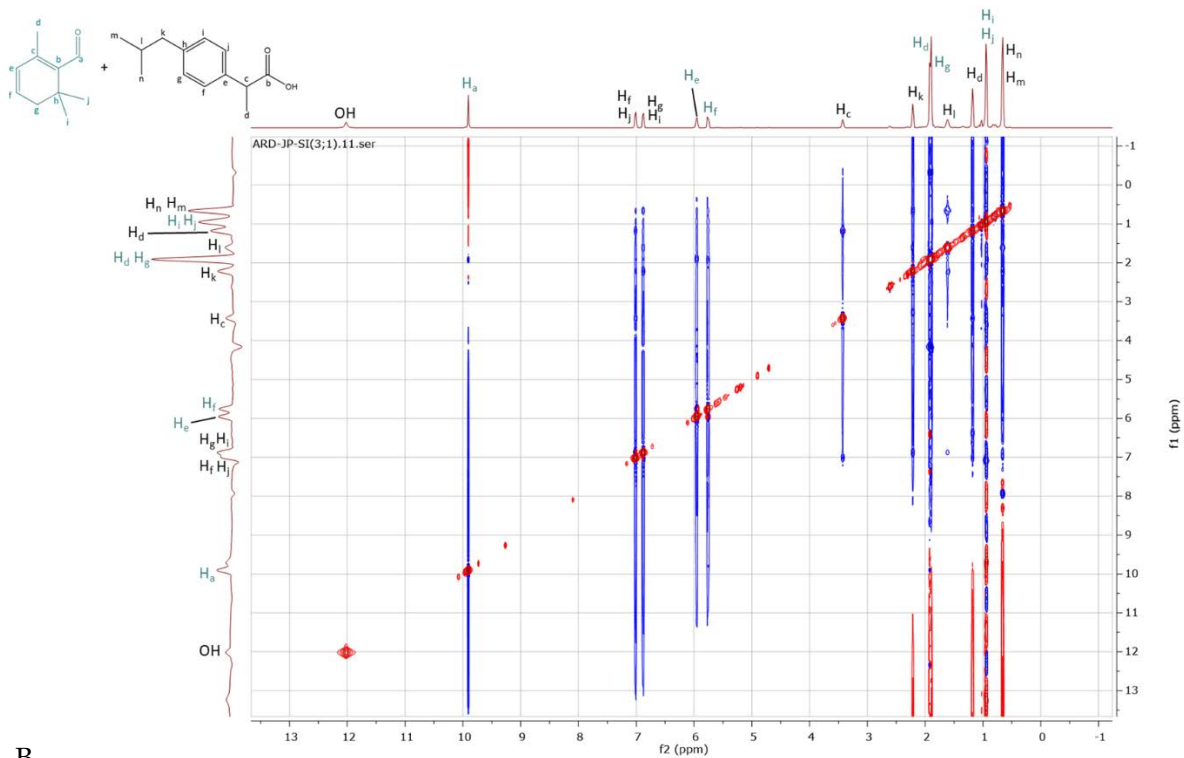 d
O
c
b
a
e
f
g
h
j
i
+
m
l
k
i
n
h
j
O
g
e
c
b
OH
f
d
OH
Ha
Hf
Hj
Hg
Hi
He
Hf
Hc
Hk
Hd
Hg
Hl
Hd
Hi
Hj
Hn
Hm
ARD-JP-SI(3;1).11.ser
Hn Hm
Hi Hj
Hd
Hl
Hd Hg
Hk
Hc
Hf
He
HgHi
Hf Hj
Ha
OH
-1
0
1
2
3
4
5
6
7
8
9
10
11
12
13
f1 (ppm)
13 12 11 10 9 8 7 6 5 4 3 2 1 0 -1
f2 (ppm)